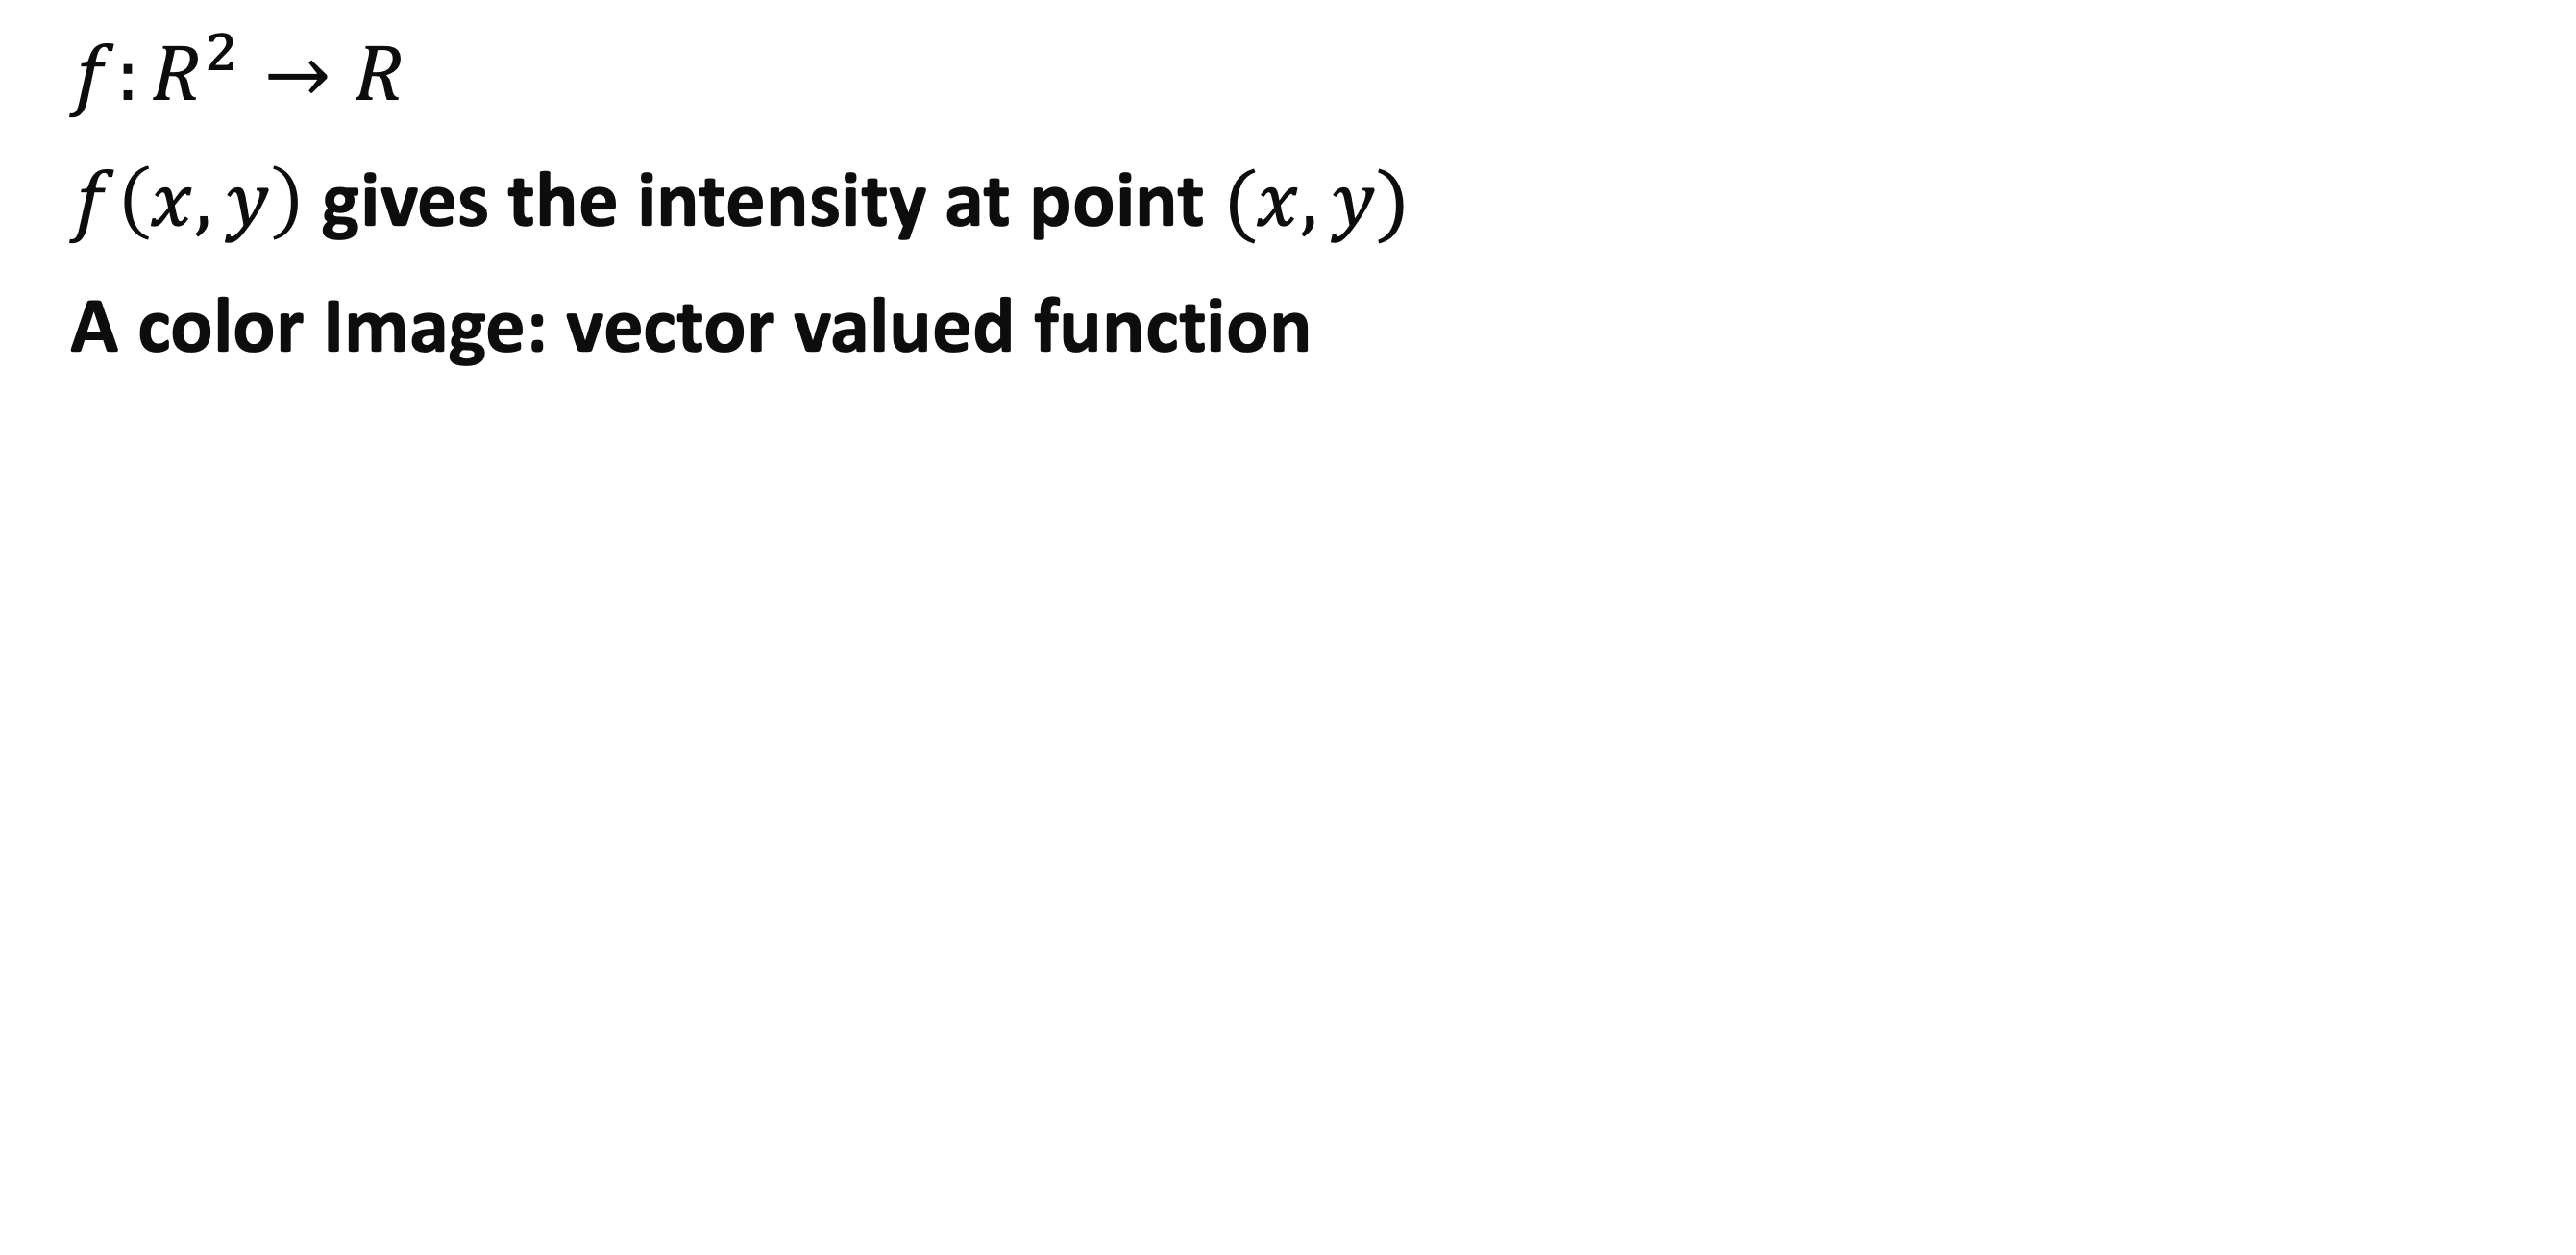 f: R² → R
f(x, y) gives the intensity at point (x, y)
A color Image: vector valued function